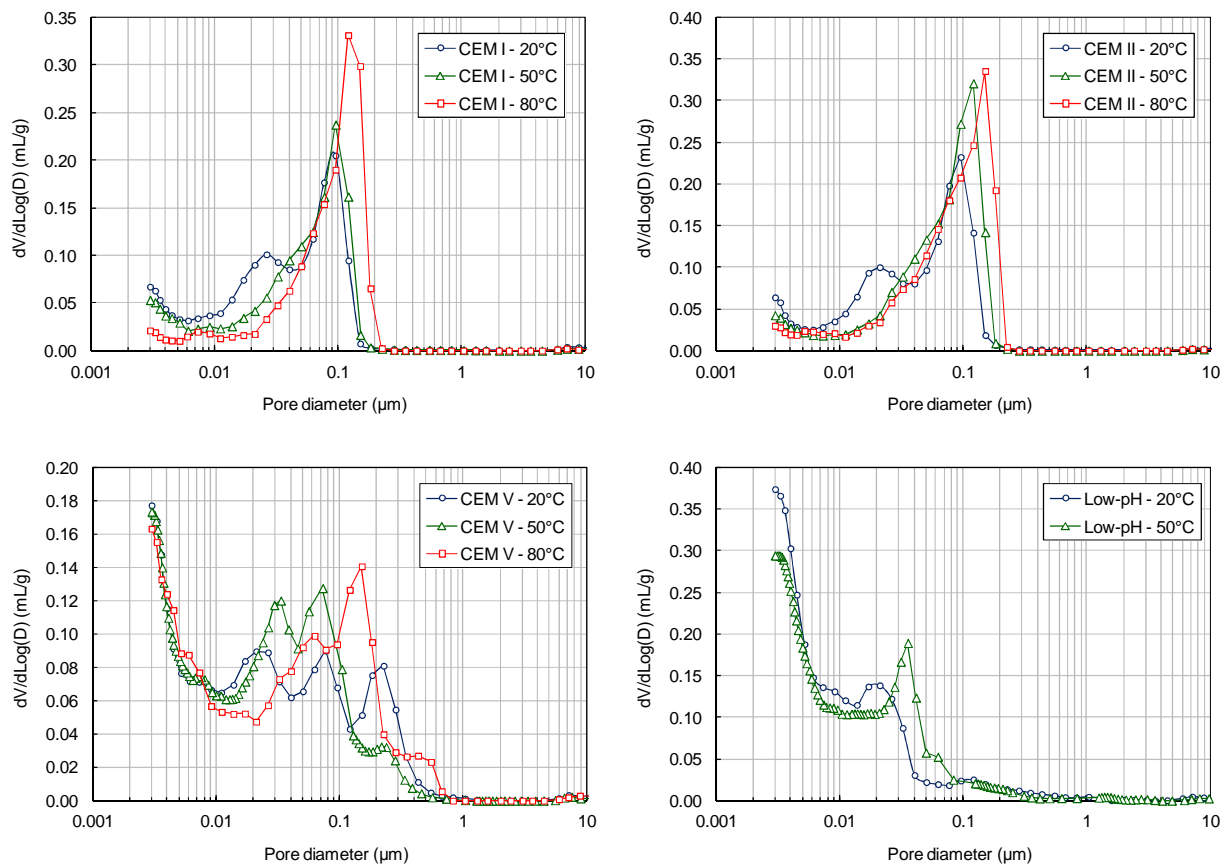 dV/dLog(D) (mL/g)
0.35
0.30
0.25
0.20
0.15
0.10
0.05
0.00
CEM I - 20°C
CEM I - 50°C
CEM I - 80°C
0.001 0.01 0.1 1 10
Pore diameter (µm)
dV/dLog(D) (mL/g)
0.40
0.35
0.30
0.25
0.20
0.15
0.10
0.05
0.00
CEM II - 20°C
CEM II - 50°C
CEM II - 80°C
0.001 0.01 0.1 1 10
Pore diameter (µm)
dV/dLog(D) (mL/g)
0.20
0.18
0.16
0.14
0.12
0.10
0.08
0.06
0.04
0.02
0.00
CEM V - 20°C
CEM V - 50°C
CEM V - 80°C
0.001 0.01 0.1 1 10
Pore diameter (µm)
dV/dLog(D) (mL/g)
0.40
0.35
0.30
0.25
0.20
0.15
0.10
0.05
0.00
Low-pH - 20°C
Low-pH - 50°C
0.001 0.01 0.1 1 10
Pore diameter (µm)